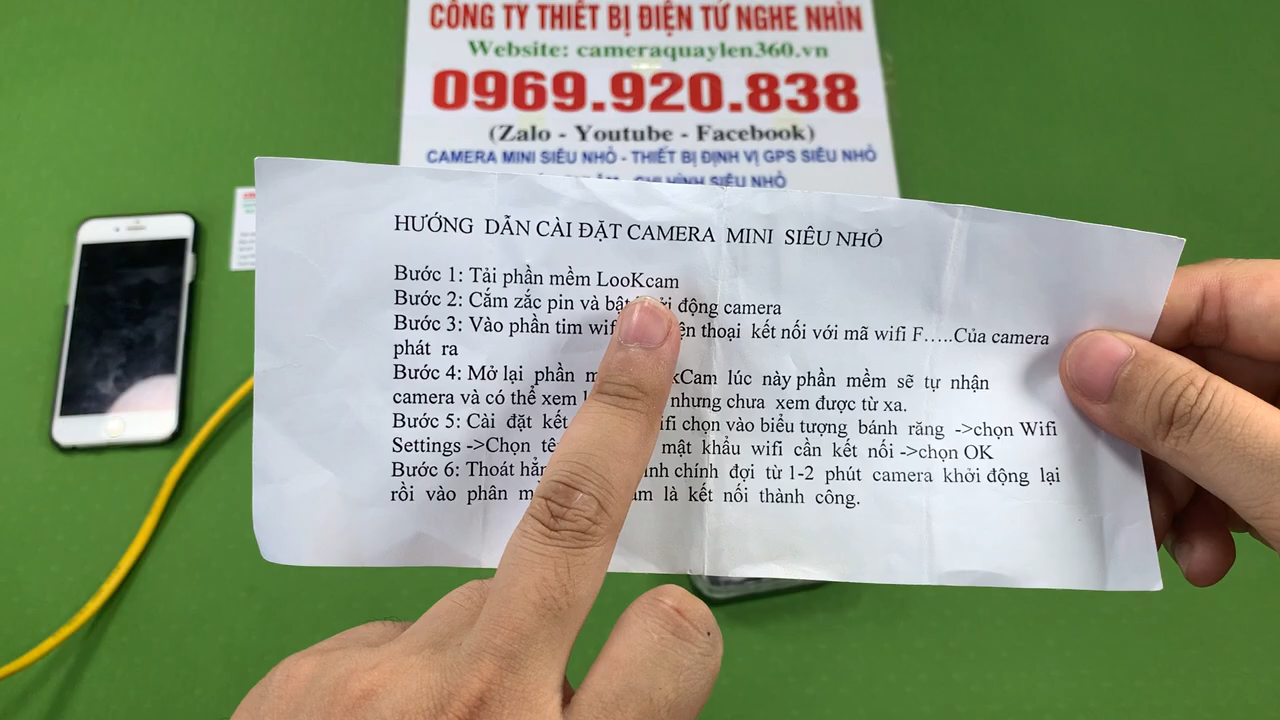 CÔNG TY THIẾT BỊ ĐIỆN TỬ NGHE NHÌN
Website: cameraquaylen360.vn
0969.920.838
(Zalo - Youtube - Facebook)
CAMERA MINI SIÊU NHỎ - THIẾT BỊ ĐỊNH VỊ GPS SIÊU NHỎ
GHI HÌNH SIÊU NHỎ
HƯỚNG DẪN CÀI ĐẶT CAMERA MINI SIÊU NHỎ
Bước 1: Tải phần mềm LooKcam
Bước 2: Cắm zắc pin và bật động camera
Bước 3: Vào phần tim thoại kết nối với mã wifi F…..Của camera
phát ra
Bước 4: Mở lại phần lúc này phần mềm sẽ tự nhận
camera và có thể xem nhưng chưa xem được từ xa.
Bước 5: Cài đặt kết chọn vào biểu tượng bánh răng ->chọn Wifi
Settings ->Chọn mật khẩu wifi cần kết nối ->chọn OK
Bước 6: Thoát chính đợi từ 1-2 phút camera khởi động lại
rồi vào phân là kết nối thành công.